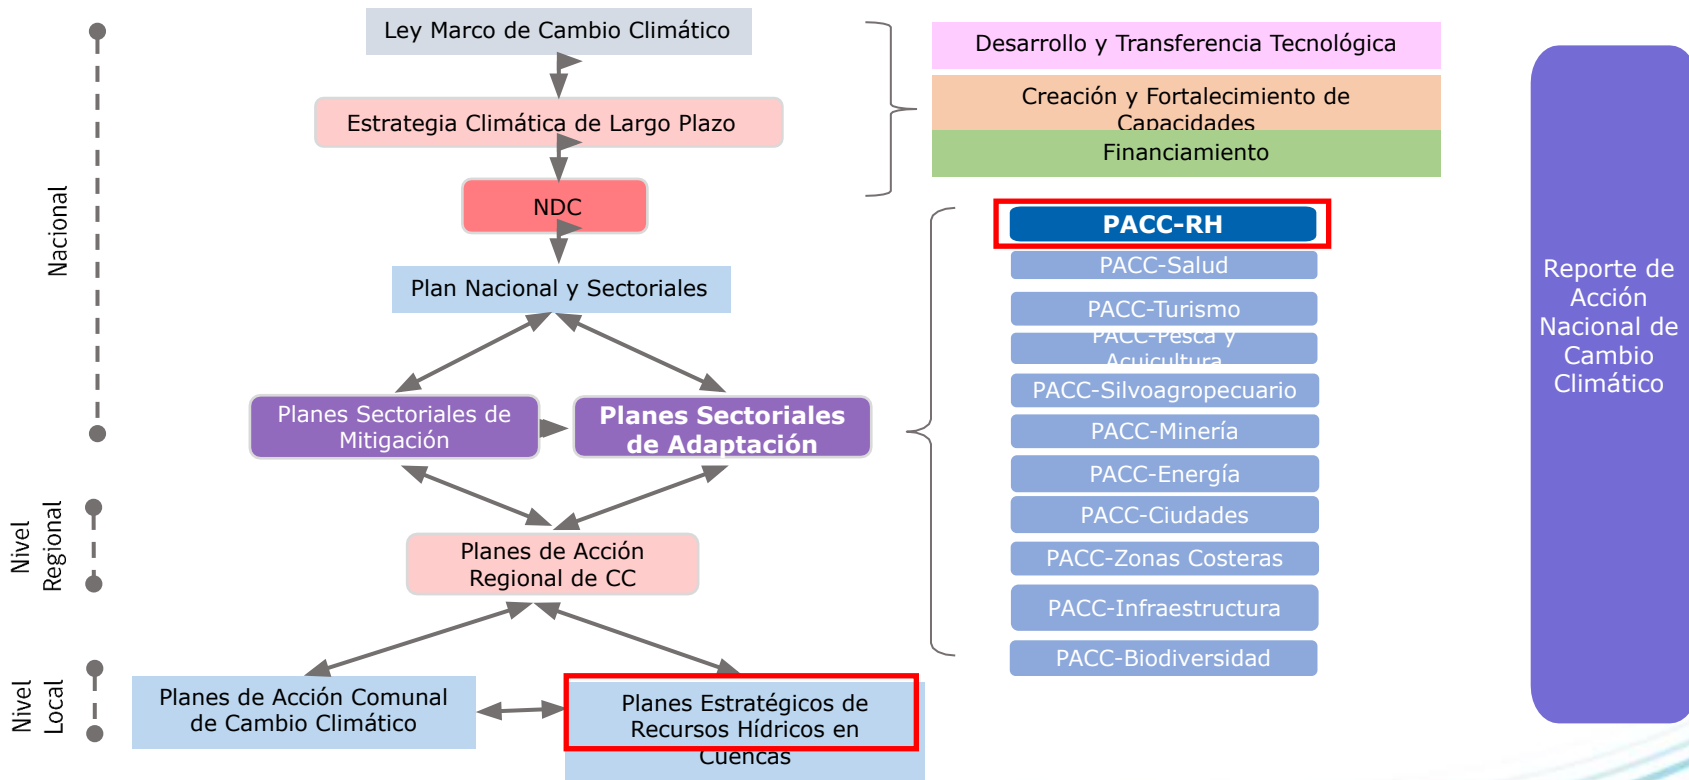 Nacional
Nivel
Regional
Nivel
Local
Ley Marco de Cambio Climático
Estrategia Climática de Largo Plazo
NDC
Plan Nacional y Sectoriales
Planes Sectoriales de
Mitigación
Planes Sectoriales
de Adaptación
Planes de Acción
Regional de CC
Planes de Acción Comunal
de Cambio Climático
Planes Estratégicos de
Recursos Hídricos en
Cuencas
Desarrollo y Transferencia Tecnológica
Creación y Fortalecimiento de
Capacidades
Financiamiento
PACC-RH
PACC-Salud
PACC-Turismo
PACC-Pesca y
Acuicultura
PACC-Silvoagropecuario
PACC-Minería
PACC-Energía
PACC-Ciudades
PACC-Zonas Costeras
PACC-Infraestructura
PACC-Biodiversidad
Reporte de
Acción
Nacional de
Cambio
Climático